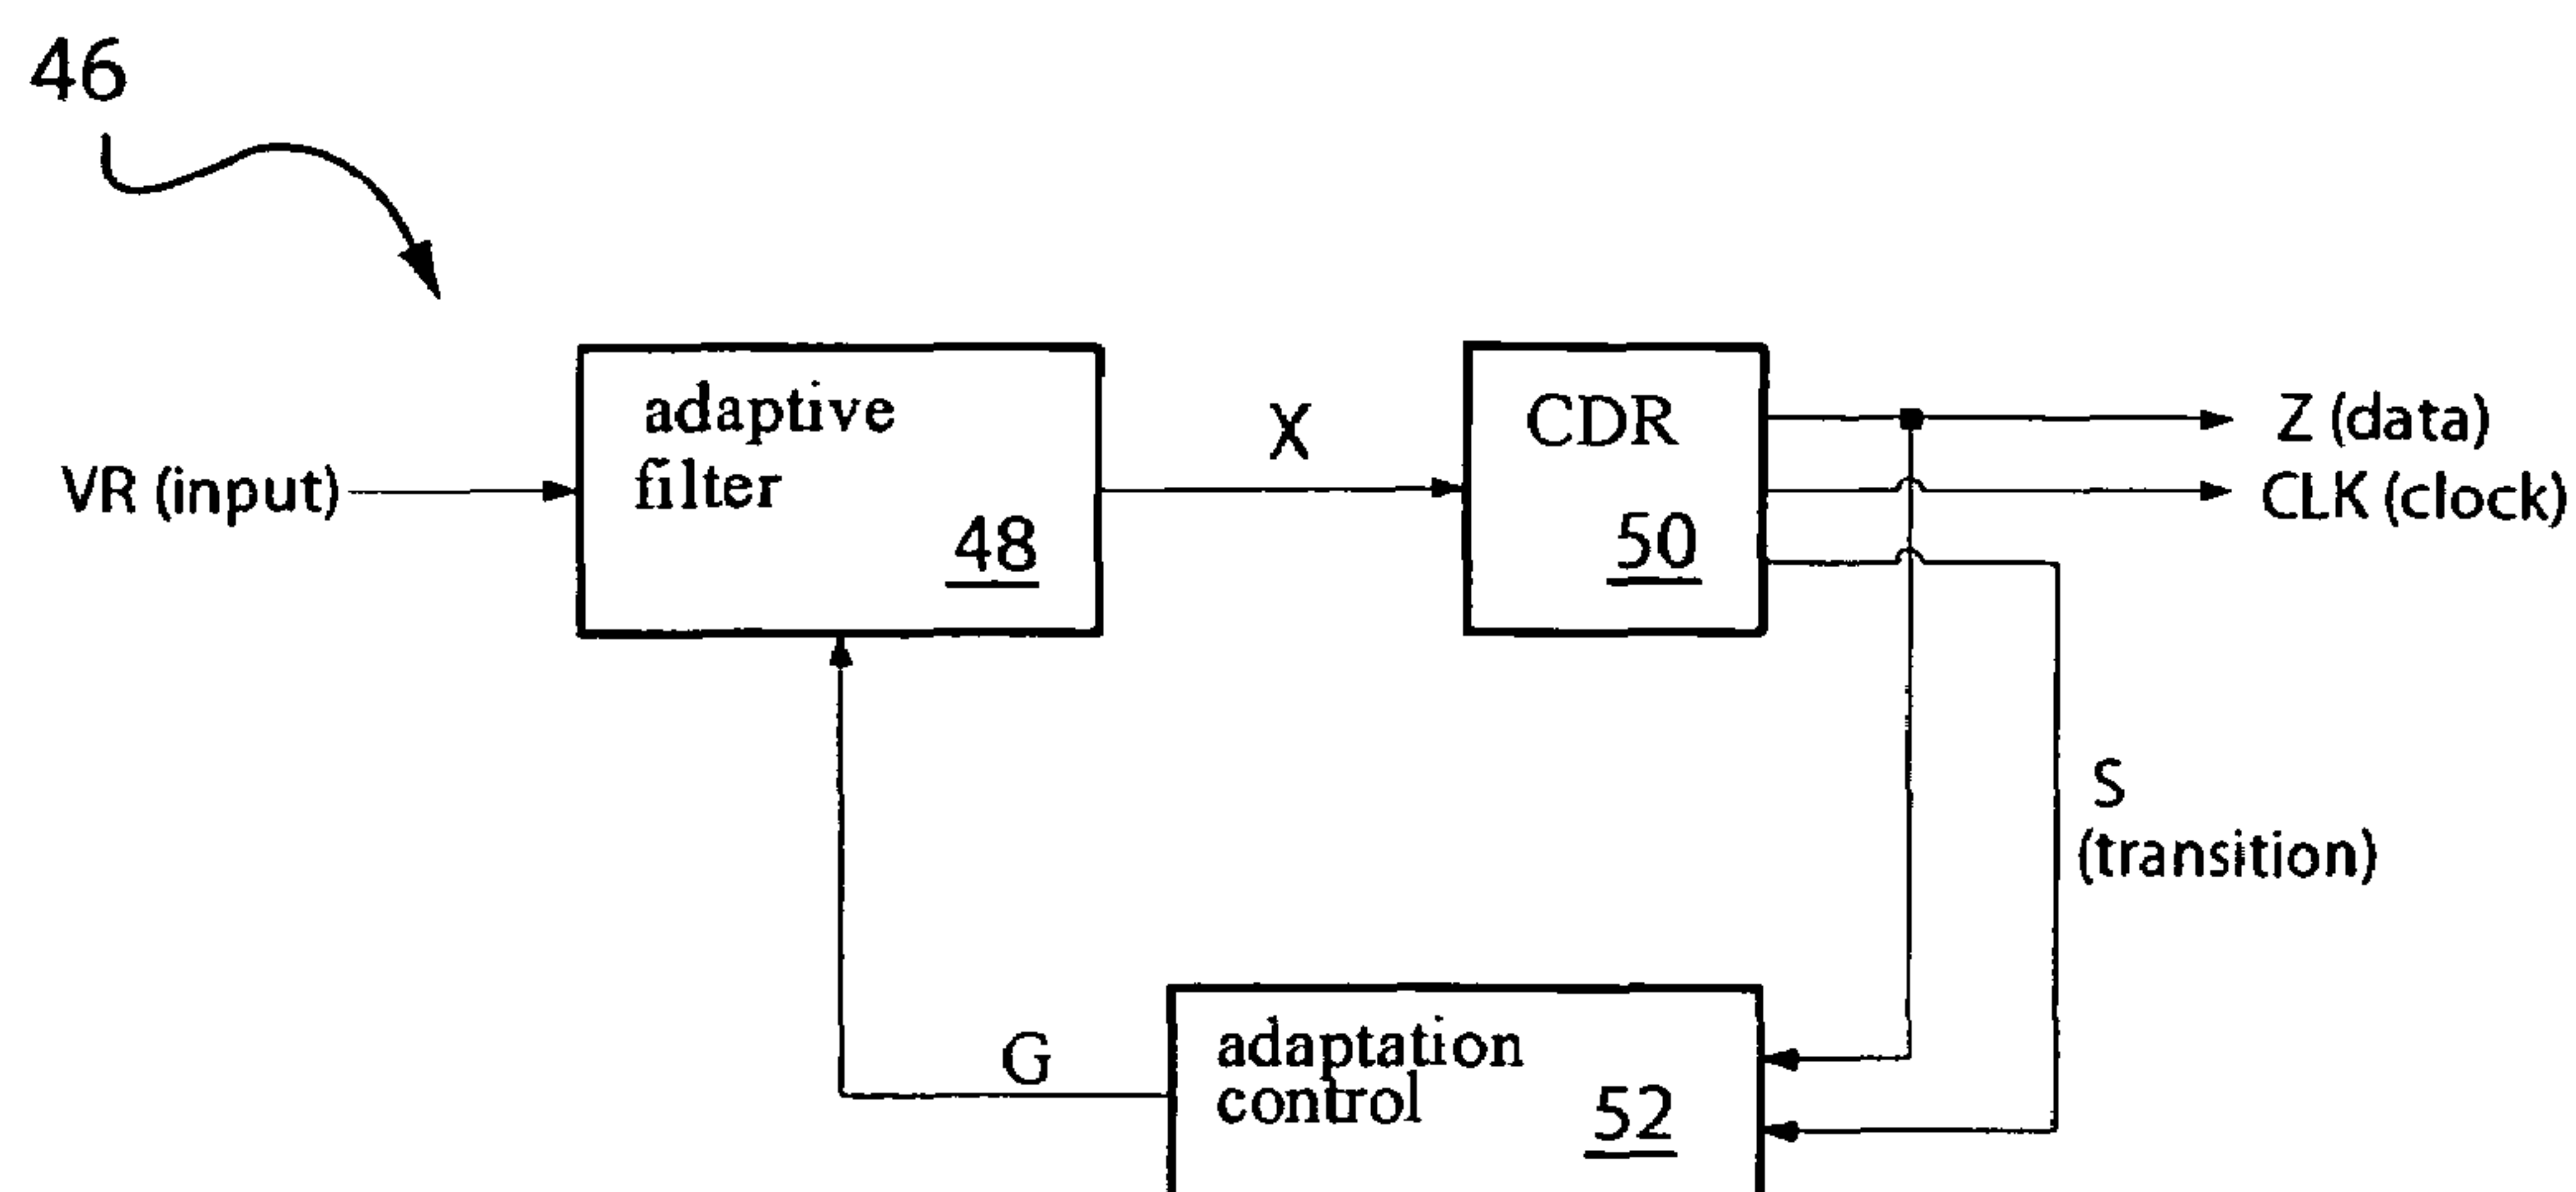 46
adaptive
filter
48
VR (input)
X
CDR
50
Z (data)
CLK (clock)
S
(transition)
G
adaptation
control
52